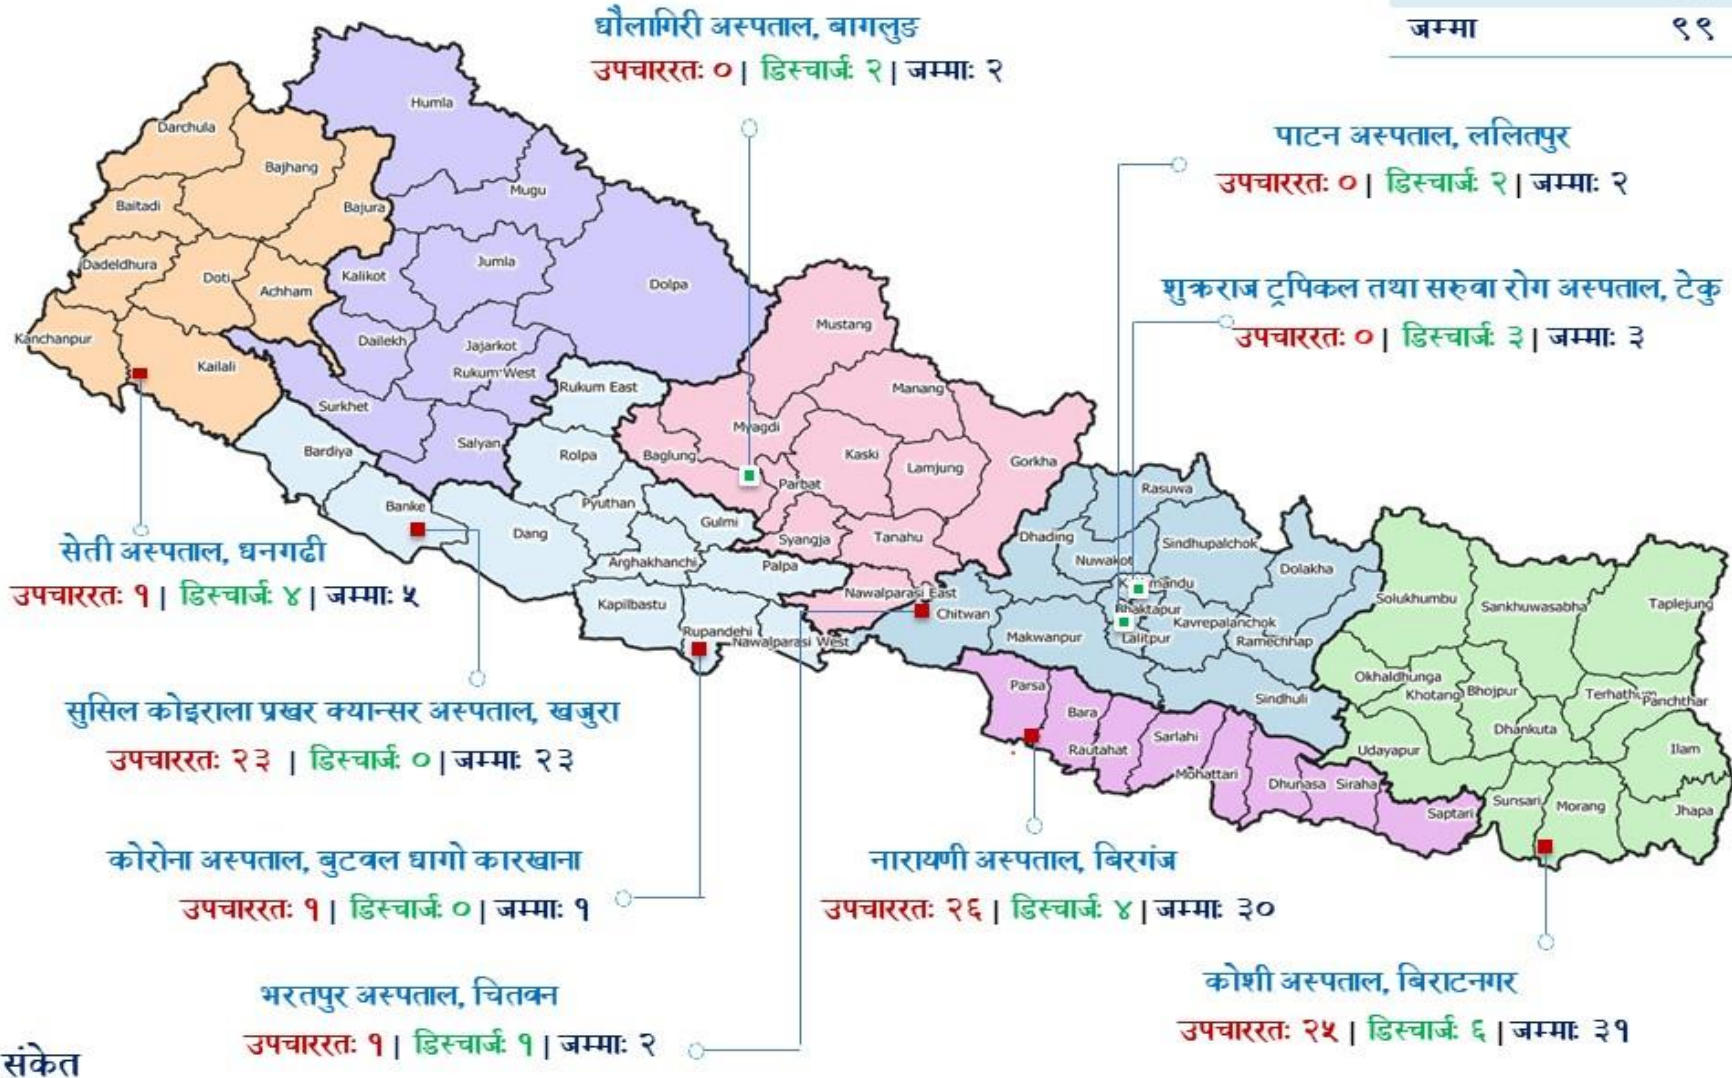 धौलागिरी अस्पताल, बागलुङ
उपचाररतः ० | डिस्चार्जः २ | जम्माः २
जम्मा ९९
पाटन अस्पताल, ललितपुर
उपचाररतः ० | डिस्चार्जः २ | जम्माः २
शुक्रराज ट्रपिकल तथा सरुवा रोग अस्पताल, टेकु
उपचाररतः ० | डिस्चार्जः ३ | जम्माः ३
Humla
Darchula
Bajhang
Mugu
Baitadi
Bajura
Dadeldhura
Doti
Achham
Kalikot
Jumla
Dolpa
Mustang
Kanchanpur
Kailali
Dailekh
Jajarkot
Rukum West
Rukum East
Manang
Surkhet
Salyan
Myagdi
Bardiya
Rolpa
Baglung
Kaski
Lamjung
Gorkha
Parbat
Rasuwa
Banke
Pyuthan
Gulmi
Dang
Syangja
Tanahu
Dhading
Sindhupalchok
Nuwakot
Arghakhanchi
Palpa
Dolakha
Kapilbastu
Nawalparasi East
Chitwan
Bhaktapur
Kavrepalanchok
Solukhumbu
Sankhuwasabha
Taplejung
Rupandehi
Nawalparasi West
Makwanpur
Lalitpur
Ramechhap
Parsa
Sindhuli
Okhaldhunga
Khotang
Bhojpur
Panchthar
Bara
Dhankuta
Rautahat
Sarlahi
Udayapur
Ilam
Mohattari
Dhunasa
Siraha
Saptari
Sunsari
Morang
Jhapa
सेती अस्पताल, धनगढी
उपचाररतः १ | डिस्चार्जः ४ | जम्माः ५
सुसिल कोइराला प्रखर क्यान्सर अस्पताल, खजुरा
उपचाररतः २३ | डिस्चार्जः ० | जम्माः २३
कोरोना अस्पताल, बुटवल धागो कारखाना
उपचाररतः १ | डिस्चार्जः ० | जम्माः १
नारायणी अस्पताल, बिरगंज
उपचाररतः २६ | डिस्चार्जः ४ | जम्माः ३०
भरतपुर अस्पताल, चितवन
उपचाररतः १ | डिस्चार्जः १ | जम्माः २
कोशी अस्पताल, बिराटनगर
उपचाररतः २५ | डिस्चार्जः ६ | जम्माः ३१
संकेत